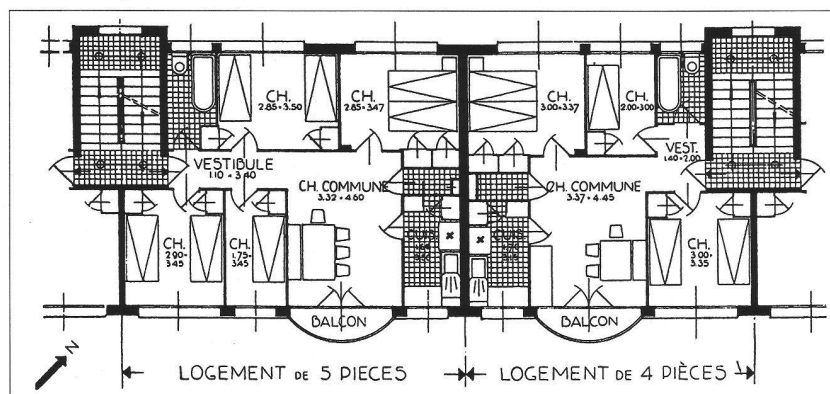 CH.
2.85×3.50
CH.
2.85×3.47
CH.
3.00×3.37
CH.
2.00×3.00
VESTIBULE
1.10 × 3.40
VEST.
1.40×2.00
CH. COMMUNE
3.32 × 4.60
CH. COMMUNE
3.37 × 4.45
CH.
2.90×
3.45
CH.
1.75×
3.45
CUIS.
CUIS.
CH.
3.00×
3.35
BALCON
BALCON
N
LOGEMENT DE 5 PIECES
LOGEMENT DE 4 PIÈCES